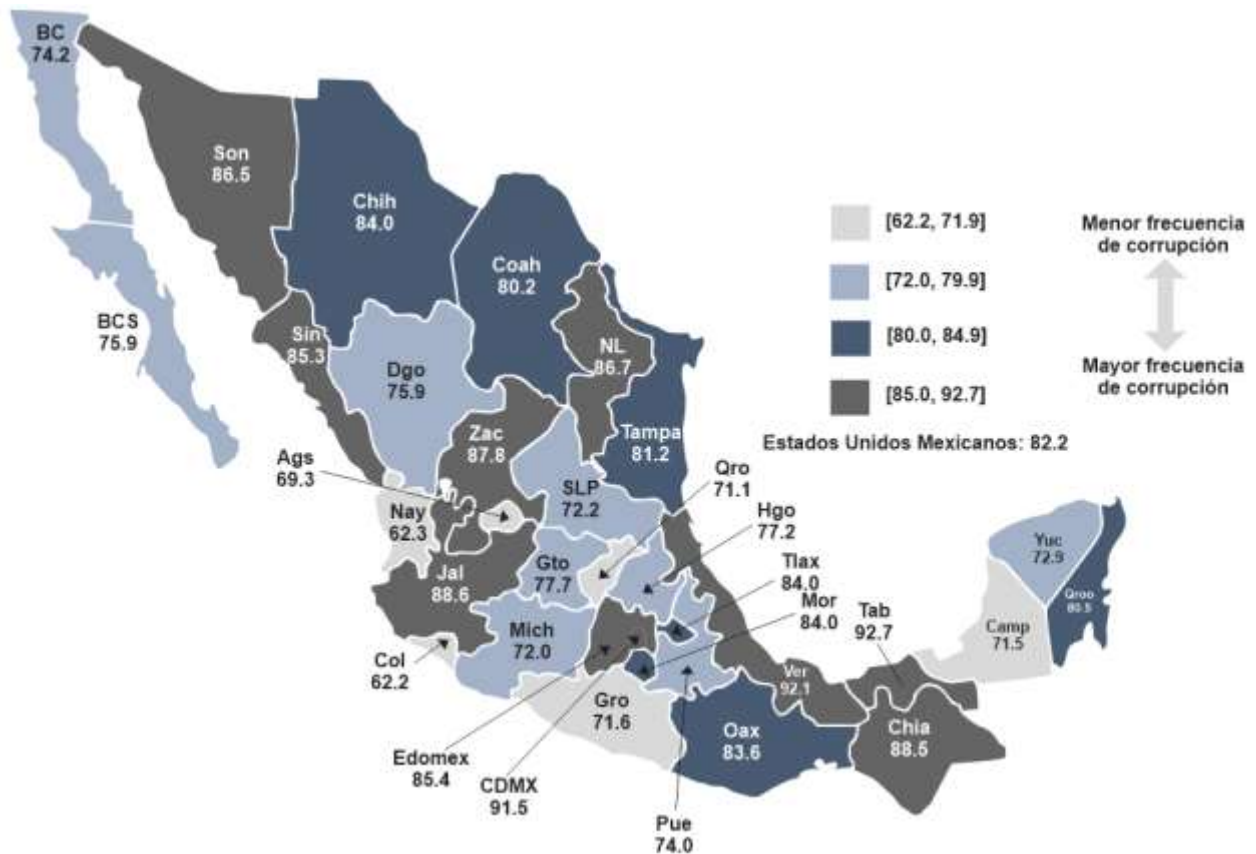 BC
74.2
Son
86.5
Chih
84.0
Coah
80.2
BCS
75.9
Sin
85.3
NL
86.7
Dgo
75.9
[62.2, 71.9]
[72.0, 79.9]
[80.0, 84.9]
[85.0, 92.7]
Menor frecuencia
de corrupción
Mayor frecuencia
de corrupción
Estados Unidos Mexicanos: 82.2
Zac
87.8
Tampa
81.2
Ags
69.3
Qro
71.1
SLP
72.2
Nay
62.3
Hgo
77.2
Gto
77.7
Tlax
84.0
Jal
88.6
Mor
84.0
Mich
72.0
Col
62.2
Gro
71.6
Edomex
85.4
CDMX
91.5
Pue
74.0
Oax
83.6
Ver
92.1
Tab
92.7
Chia
88.5
Camp
71.5
Yuc
72.9
Qroo
80.5